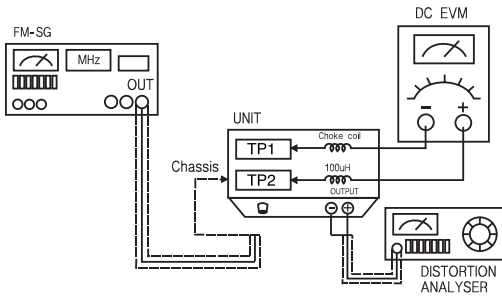 FM-SG
MHz
OUT
DC EVM
- +
UNIT
Choke coil
TP1
100uH
TP2
OUTPUT
Chassis
- +
DISTORTION
ANALYSER